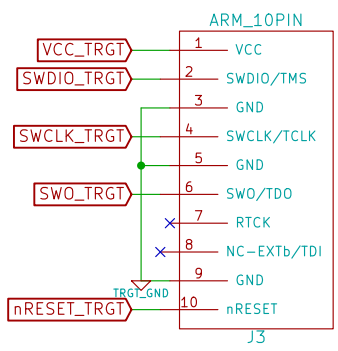 ARM_10PIN
VCC_TRGT 1 VCC
SWDIO_TRGT 2 SWDIO/TMS
3 GND
SWCLK_TRGT 4 SWCLK/TCLK
5 GND
SWO_TRGT 6 SWO/TDO
7 RTCK
8 NC-EXTb/TDI
9 GND
TRGT_GND
nRESET_TRGT 10 nRESET
J3